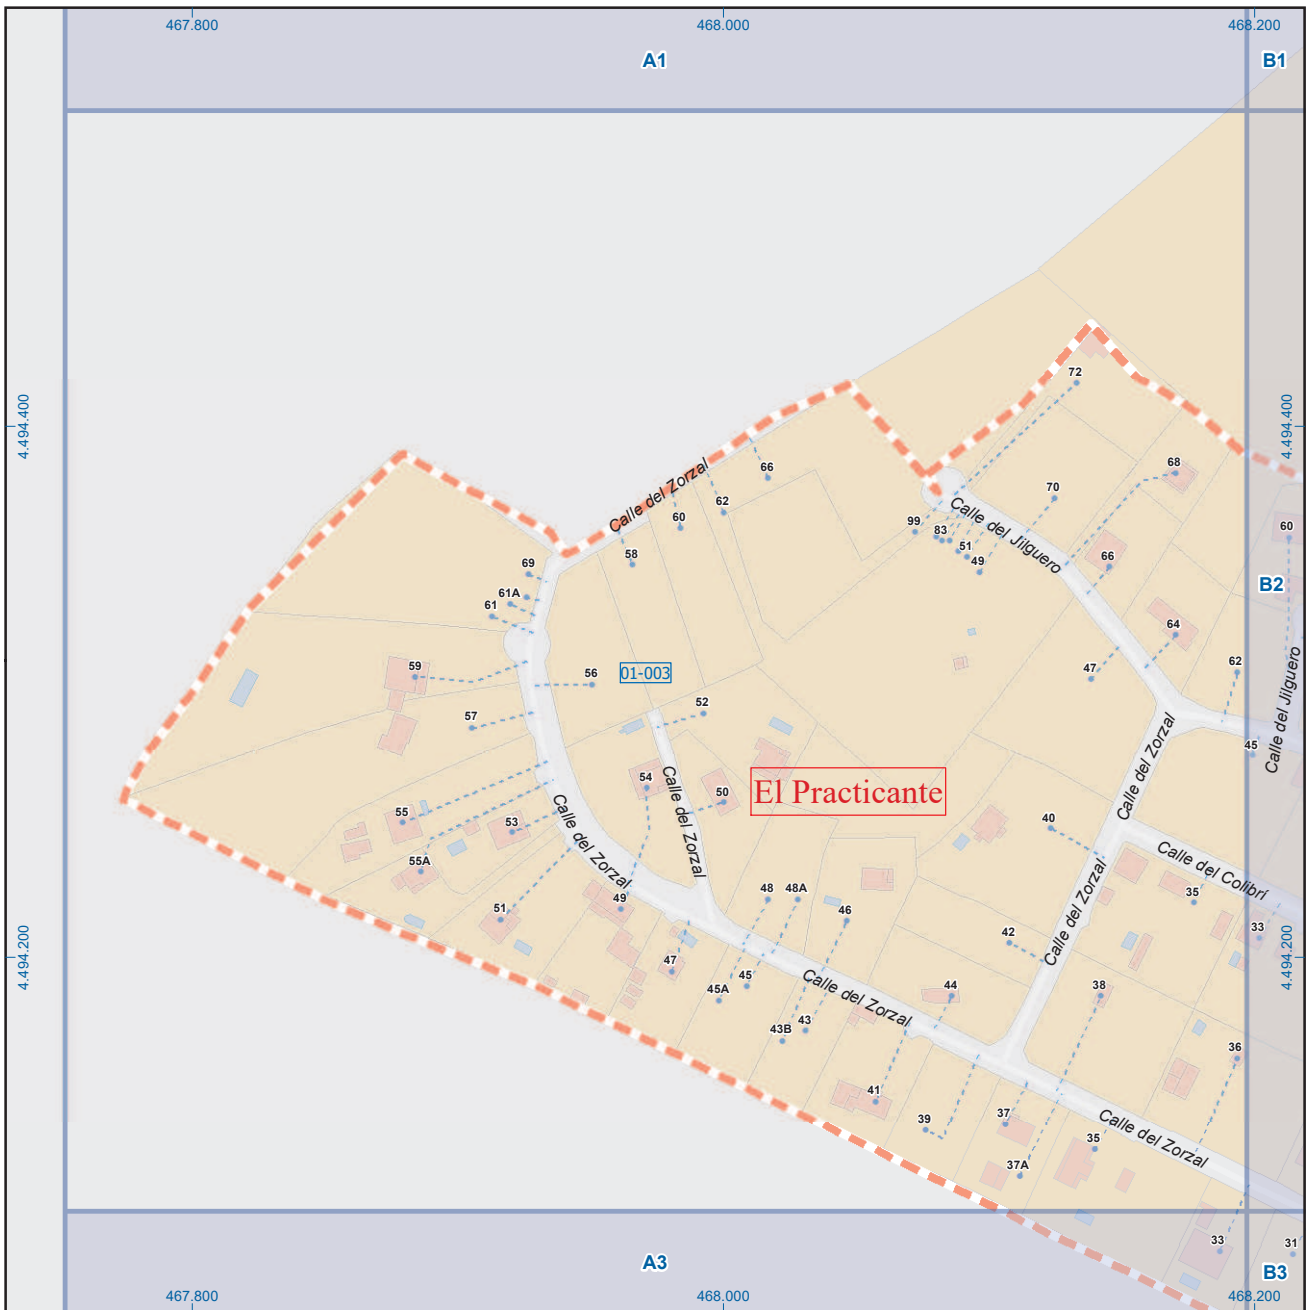 467.800
468.000
468.200
A1
B1
4.494.400
4.494.400
72
Calle del Zorzal
66
68
62
70
60
99
83
Calle del Jilguero
60
58
51
49
66
69
61A
61
B2
64
59
56
01-003
47
62
57
52
Calle del Jilguero
Calle del Zorzal
45
54
50
El Practicante
Calle del Zorzal
55
53
Calle del Zorzal
40
Calle del Colibrí
55A
48
48A
35
51
49
46
Calle del Zorzal
33
4.494.200
4.494.200
42
47
45
45A
Calle del Zorzal
44
38
43B
43
36
41
39
37
35
Calle del Zorzal
37A
33
31
A3
B3
467.800
468.000
468.200